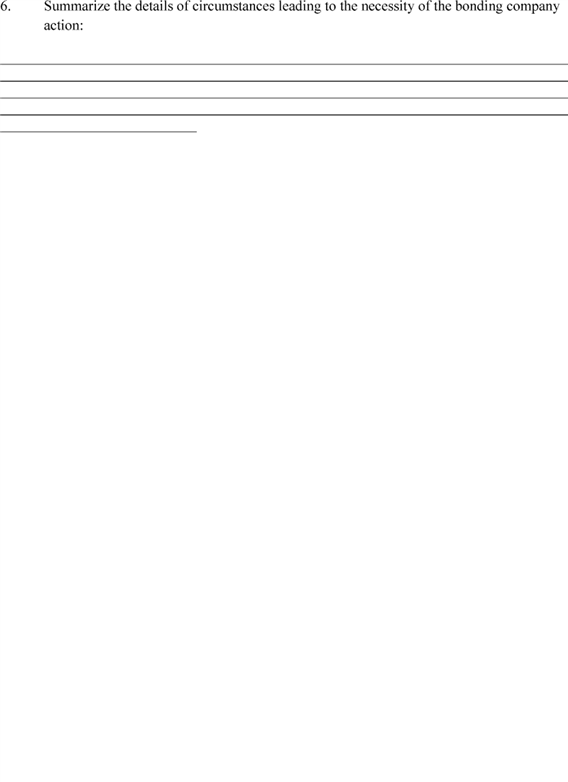 6. Summarize the details of circumstances leading to the necessity of the bonding company
action: